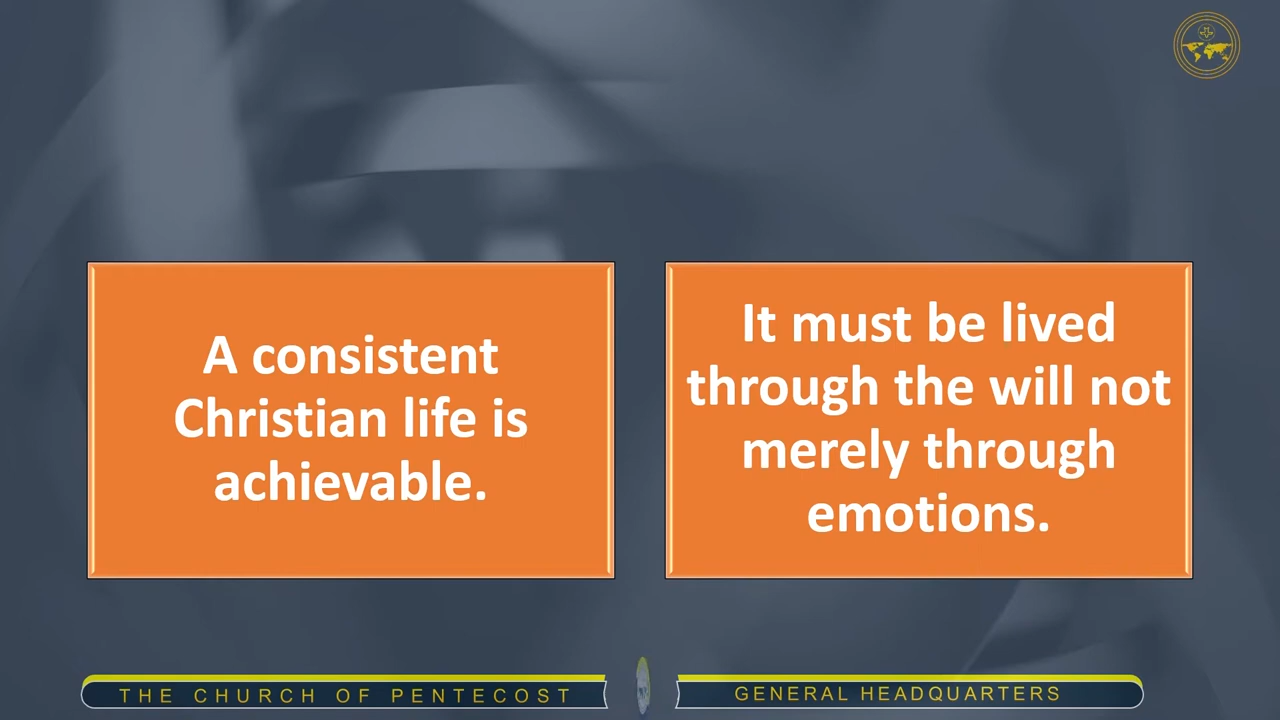 A consistent
Christian life is
achievable.
It must be lived
through the will not
merely through
emotions.
THE CHURCH OF PENTECOST
GENERAL HEADQUARTERS